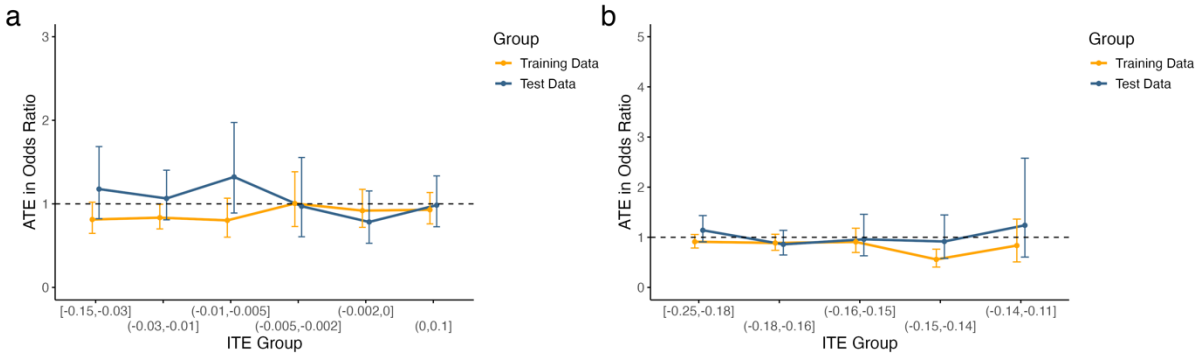 a
3
2
1
0
ATE in Odds Ratio
[-0.15,-0.03]
(-0.03,-0.01]
(-0.01,-0.005]
(-0.005,-0.002]
(-0.002,0]
(0,0.1]
ITE Group
Group
Training Data
Test Data
b
5
4
3
2
1
0
ATE in Odds Ratio
[-0.25,-0.18]
(-0.18,-0.16]
(-0.16,-0.15]
(-0.15,-0.14]
(-0.14,-0.11]
ITE Group
Group
Training Data
Test Data